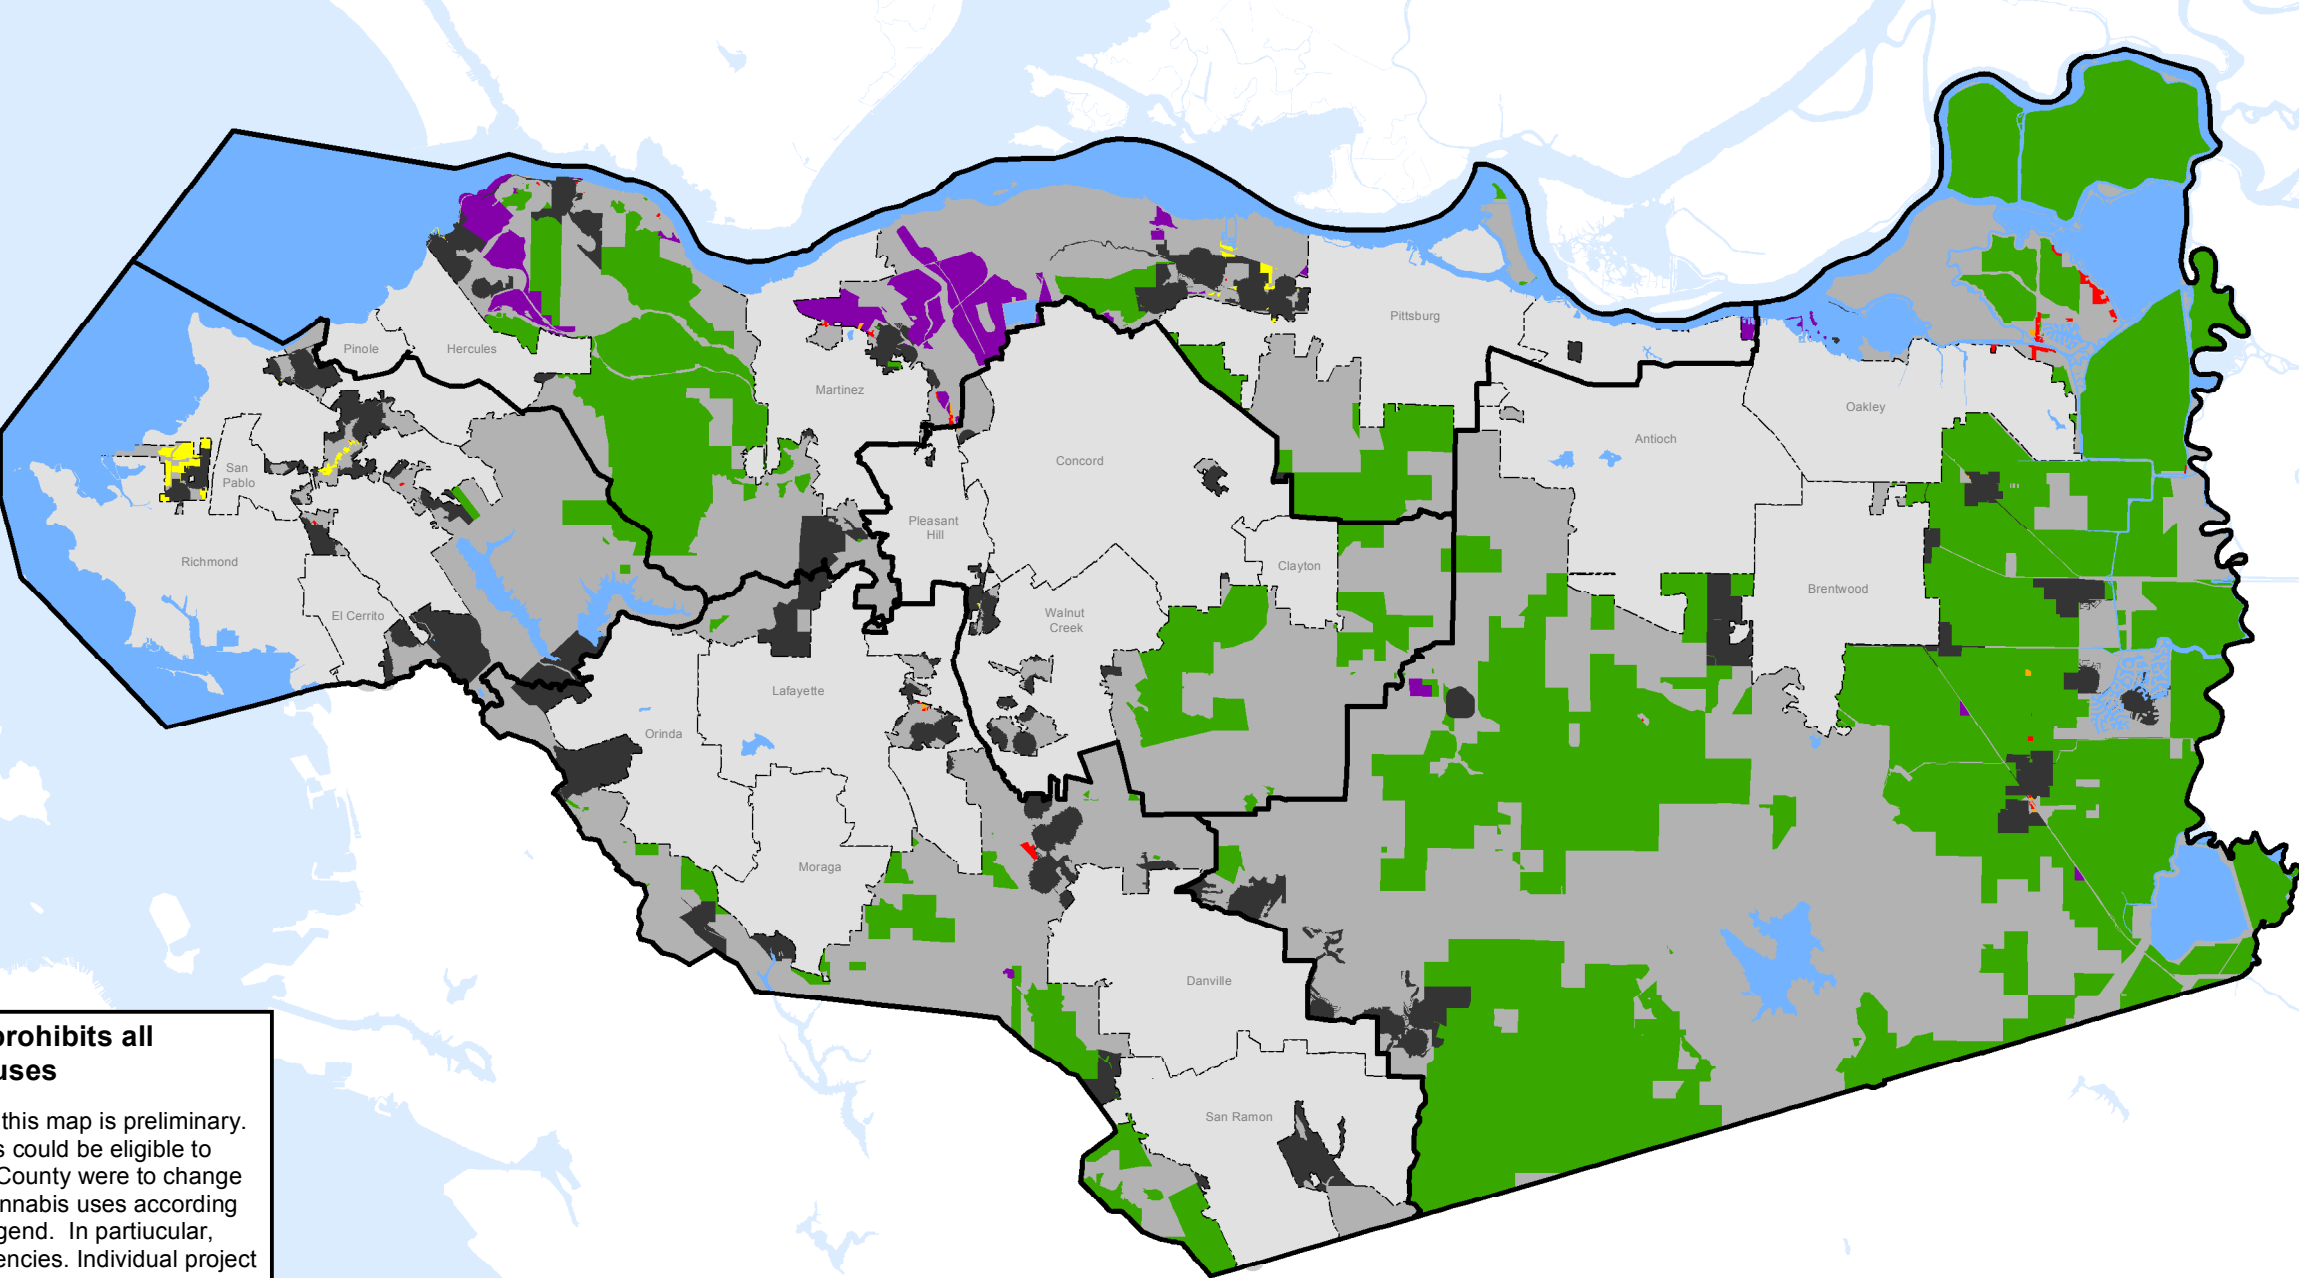 Pinole
Hercules
Pittsburg
Martinez
Oakley
Antioch
Concord
San
Pablo
Pleasant
Hill
Richmond
Clayton
Brentwood
El Cerrito
Walnut
Creek
Lafayette
Orinda
Moraga
Danville
San Ramon
prohibits all
uses
this map is preliminary.
s could be eligible to
County were to change
nnabis uses according
gend.  In partiucular,
encies. Individual project